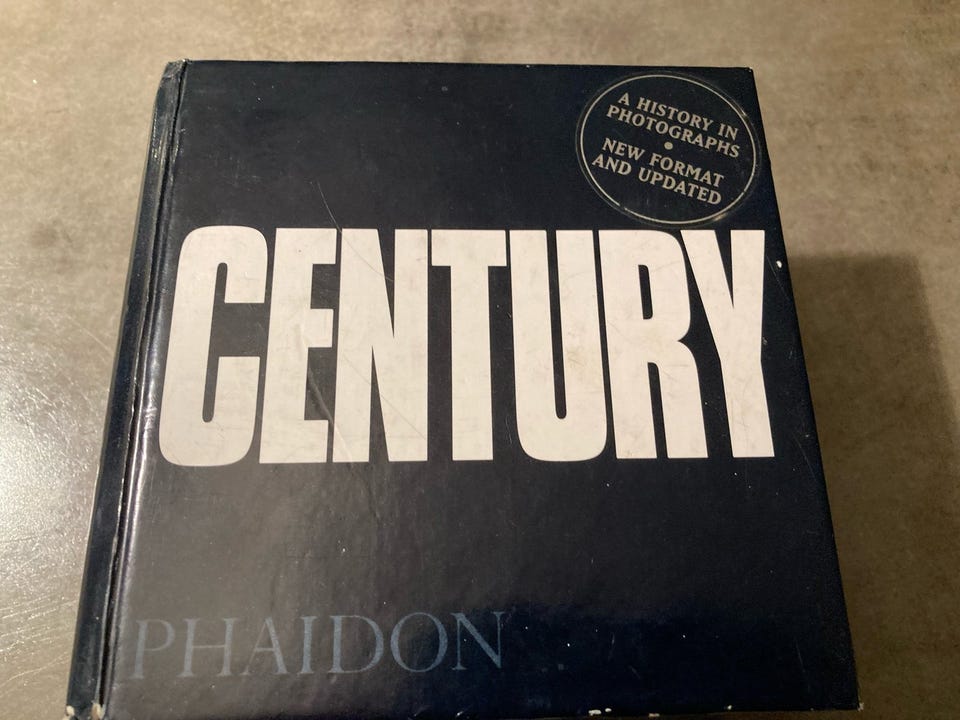 A HISTORY IN
PHOTOGRAPHS
•
NEW FORMAT
AND UPDATED
CENTURY
PHAIDON